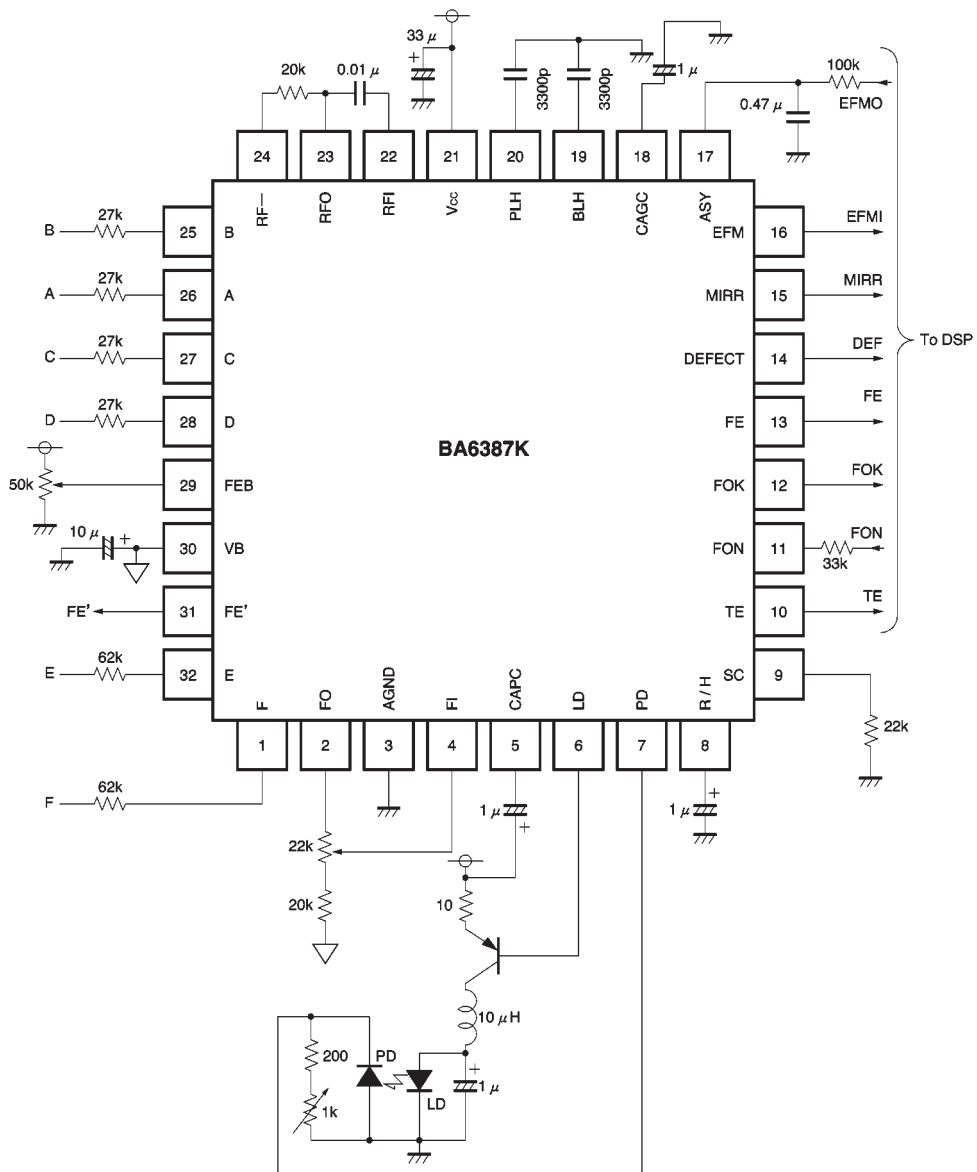 33 μ
+
20k
0.01 μ
3300p
3300p
1 μ
100k
EFMO
0.47 μ
24
23
22
21
20
19
18
17
RF−
RFO
RFI
Vcc
PLH
BLH
CAGC
ASY
B
27k
25
B
EFM
16
EFMI
A
27k
26
A
MIRR
15
MIRR
C
27k
27
C
DEFECT
14
DEF
To DSP
D
27k
28
D
FE
13
FE
BA6387K
50k
29
FEB
FOK
12
FOK
10 μ
+
30
VB
FON
11
FON
33k
FE'
31
FE'
TE
10
TE
E
62k
32
E
SC
9
22k
F
FO
AGND
FI
CAPC
LD
PD
R / H
1
2
3
4
5
6
7
8
F
62k
1 μ
+
1 μ
+
22k
20k
10
10 μH
200
PD
LD
+
1 μ
1k